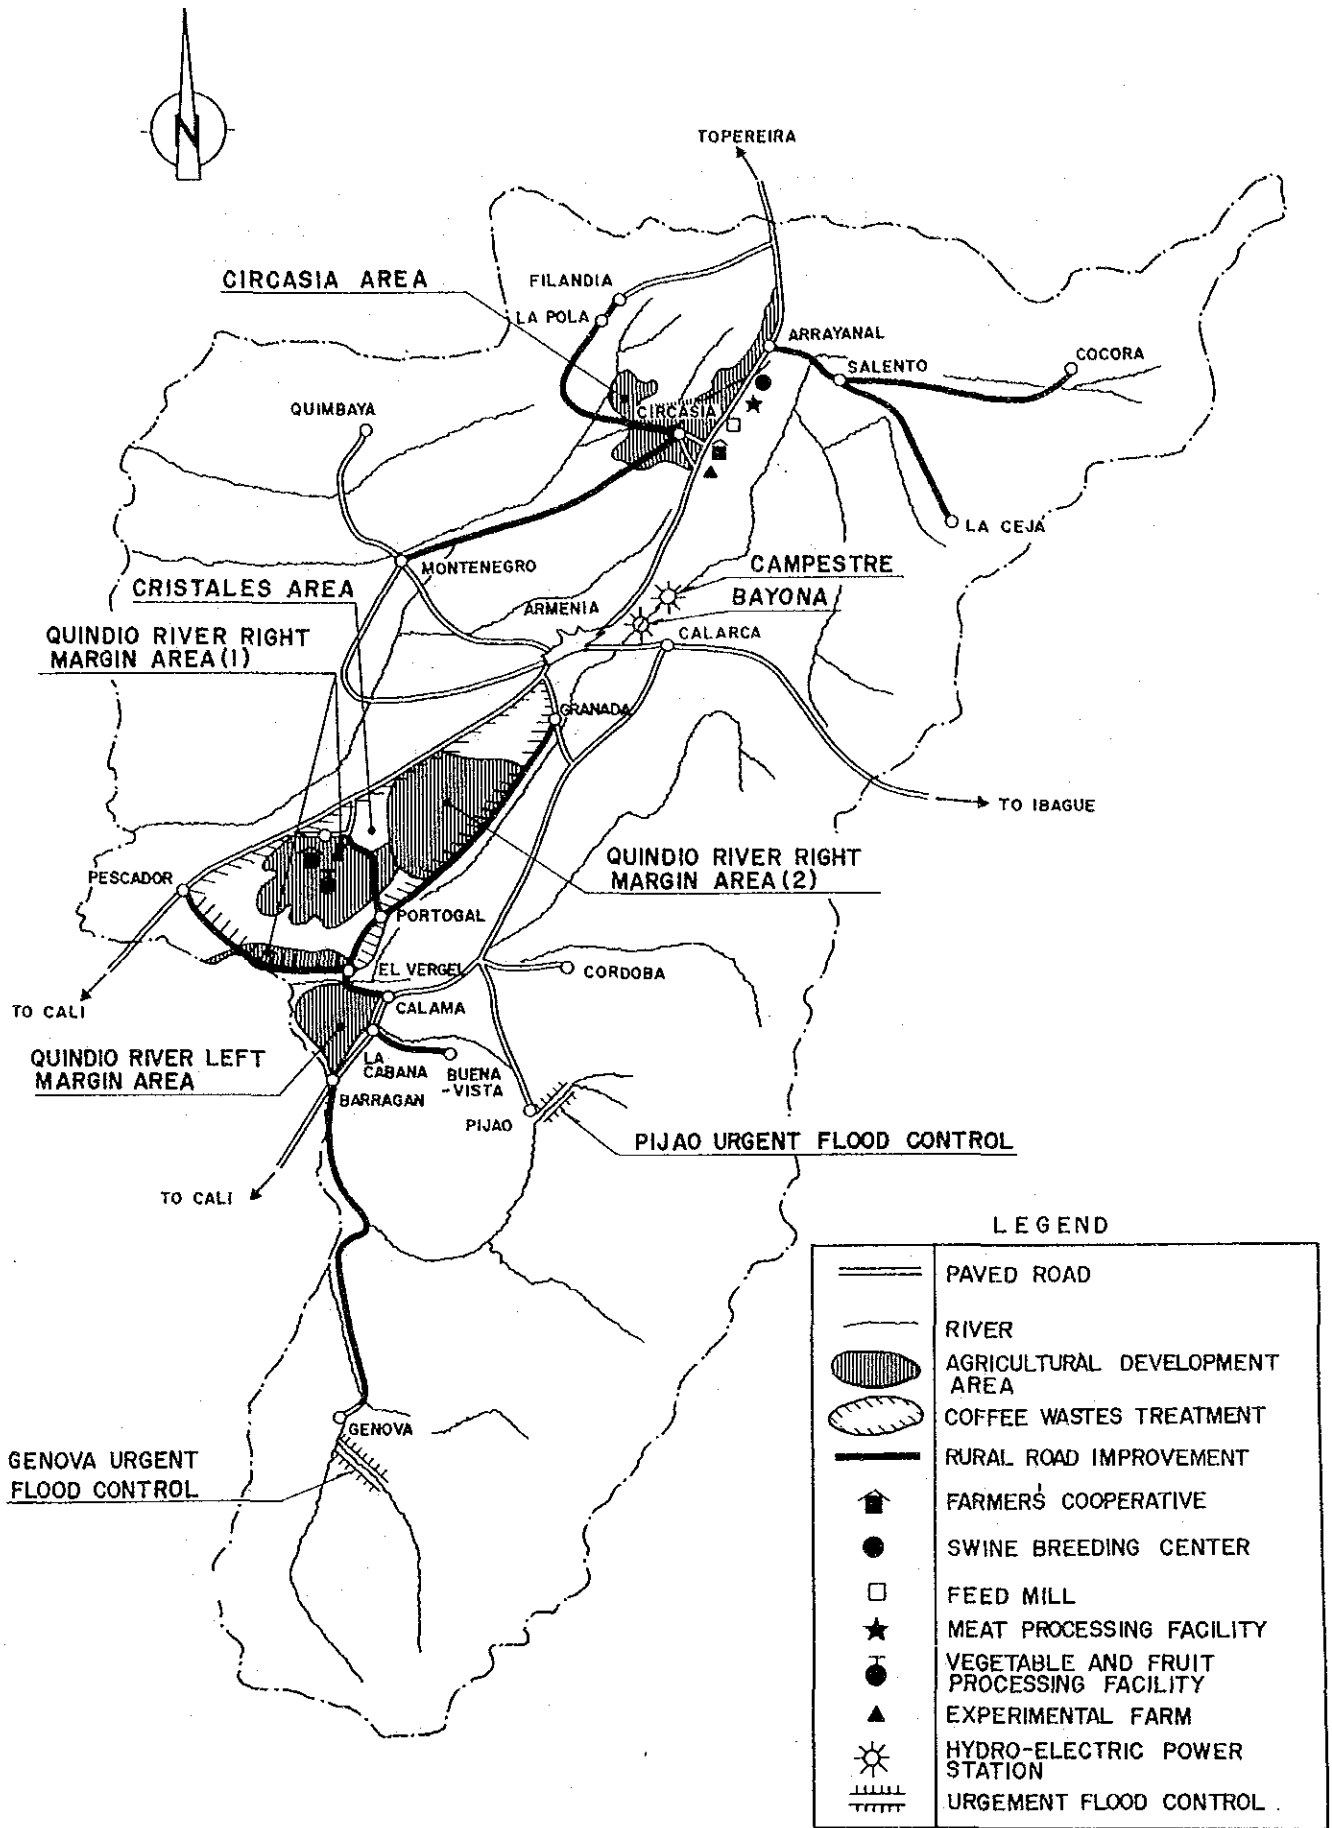 N
TOPEREIRA
CIRCASIA AREA
FILANDIA
LA POLA
ARRAYANAL
SALENTO
COCORA
QUIMBAYA
CIRCASIA
LA CEJA
MONTENEGRO
CAMPESTRE
CRISTALES AREA
BAYONA
ARMENIA
QUINDIO RIVER RIGHT
MARGIN AREA(1)
CALARCA
GRANADA
TO IBAGUE
QUINDIO RIVER RIGHT
MARGIN AREA(2)
PESCADOR
PORTOGAL
EL VERGEL
CORDOBA
TO CALI
CALAMA
QUINDIO RIVER LEFT
MARGIN AREA
LA
CABANA
BUENA
-VISTA
BARRAGAN
PIJAO
PIJAO URGENT FLOOD CONTROL
TO CALI
GENOVA
GENOVA URGENT
FLOOD CONTROL
LEGEND
PAVED ROAD
RIVER
AGRICULTURAL DEVELOPMENT
AREA
COFFEE WASTES TREATMENT
RURAL ROAD IMPROVEMENT
FARMERS' COOPERATIVE
SWINE BREEDING CENTER
FEED MILL
MEAT PROCESSING FACILITY
VEGETABLE AND FRUIT
PROCESSING FACILITY
EXPERIMENTAL FARM
HYDRO-ELECTRIC POWER
STATION
URGEMENT FLOOD CONTROL